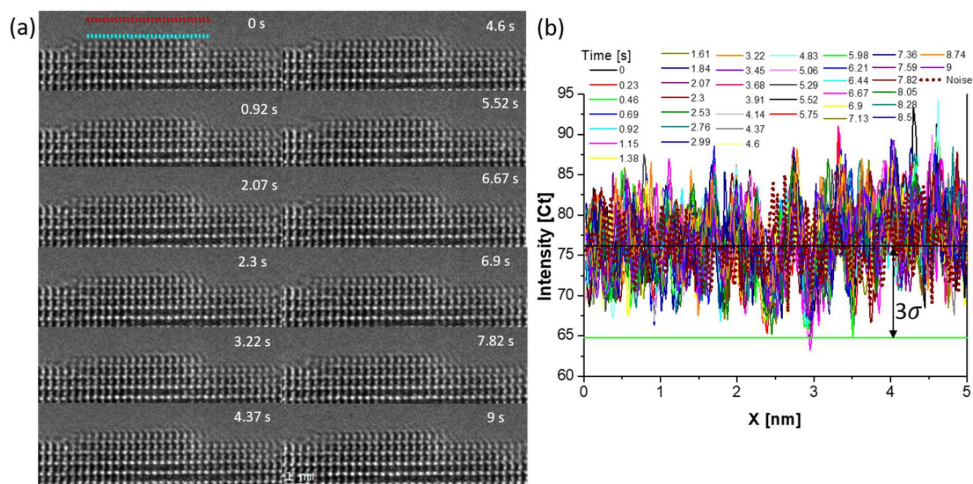 (a)
0 s
4.6 s
0.92 s
5.52 s
2.07 s
6.67 s
2.3 s
6.9 s
3.22 s
7.82 s
4.37 s
9 s
1 nm
(b)
Time [s]
0
0.23
0.46
0.69
0.92
1.15
1.38
1.61
1.84
2.07
2.3
2.53
2.76
2.99
3.22
3.45
3.68
3.91
4.14
4.37
4.6
4.83
5.06
5.29
5.52
5.75
5.98
6.21
6.44
6.67
6.9
7.13
7.36
7.59
7.82
8.05
8.28
8.5
8.74
9
Noise
Intensity [Ct]
95
90
85
80
75
70
65
60
3σ
0 1 2 3 4 5
X [nm]